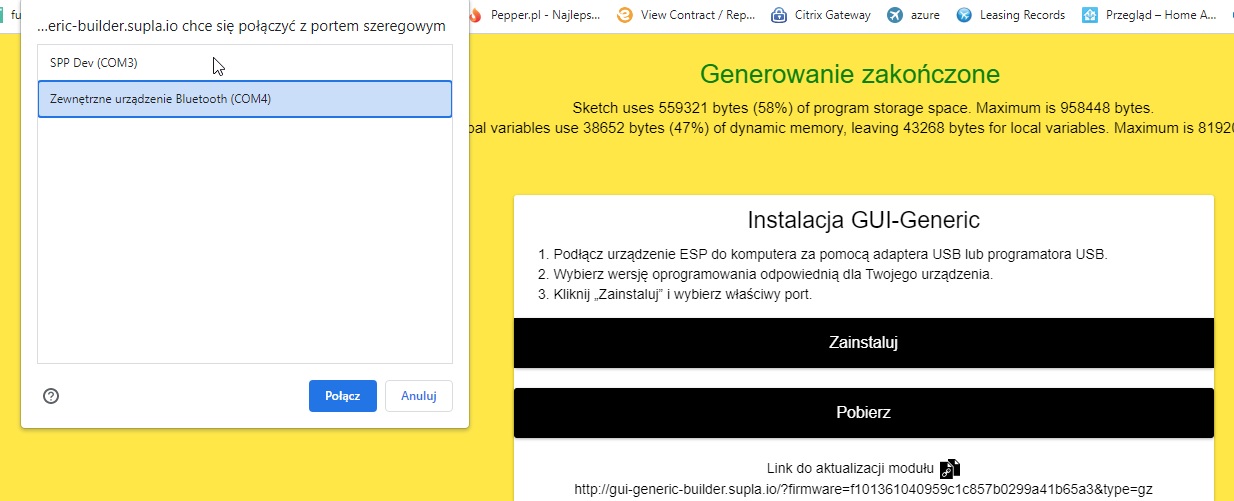 fu
Pepper.pl - Najleps...
View Contract / Rep...
Citrix Gateway
azure
Leasing Records
Przegląd – Home A...
...eric-builder.supla.io chce się połączyć z portem szeregowym
SPP Dev (COM3)
Zewnętrzne urządzenie Bluetooth (COM4)
Połącz
Anuluj
Generowanie zakończone
Sketch uses 559321 bytes (58%) of program storage space. Maximum is 958448 bytes.
bal variables use 38652 bytes (47%) of dynamic memory, leaving 43268 bytes for local variables. Maximum is 81920
Instalacja GUI-Generic
1. Podłącz urządzenie ESP do komputera za pomocą adaptera USB lub programatora USB.
2. Wybierz wersję oprogramowania odpowiednią dla Twojego urządzenia.
3. Kliknij „Zainstaluj” i wybierz właściwy port.
Zainstaluj
Pobierz
Link do aktualizacji modułu
http://gui-generic-builder.supla.io/?firmware=f101361040959c1c857b0299a41b65a3&type=gz